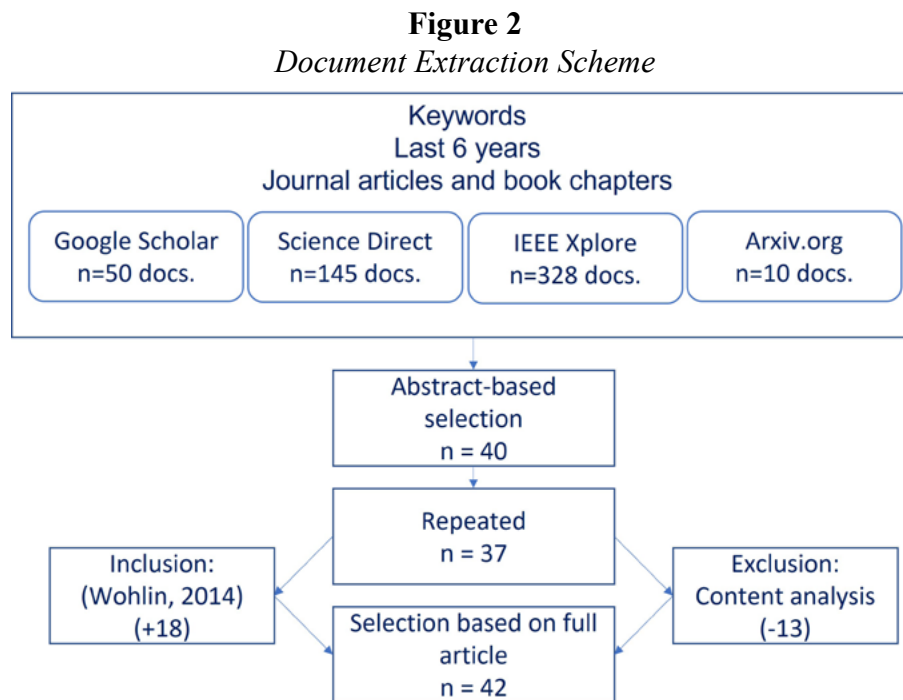 Figure 2
Document Extraction Scheme
Keywords
Last 6 years
Journal articles and book chapters
Google Scholar
n=50 docs.
Science Direct
n=145 docs.
IEEE Xplore
n=328 docs.
Arxiv.org
n=10 docs.
Abstract-based
selection
n = 40
Repeated
n = 37
Inclusion:
(Wohlin, 2014)
(+18)
Exclusion:
Content analysis
(-13)
Selection based on full
article
n = 42